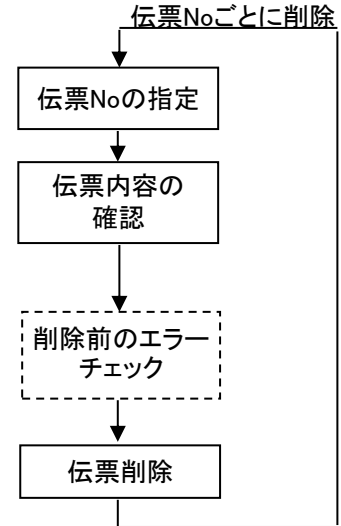 伝票Noごとに削除
伝票Noの指定
伝票内容の
確認
削除前のエラー
チェック
伝票削除